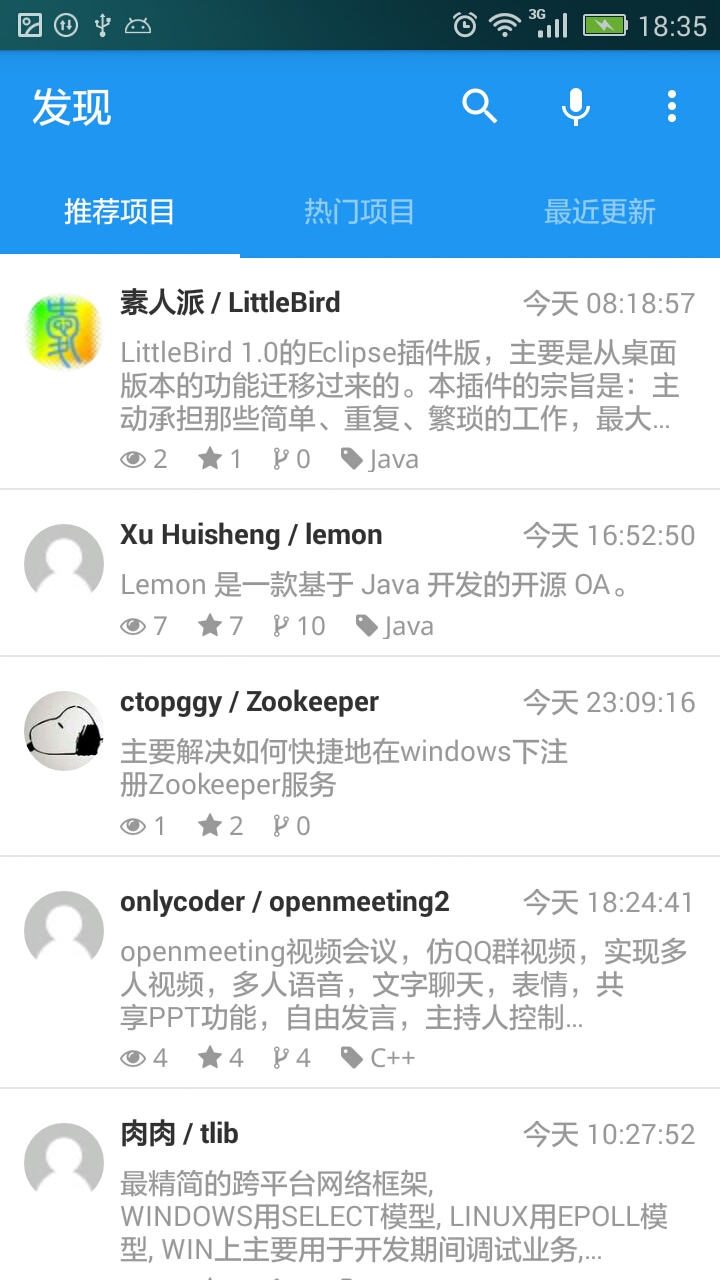 3G 18:35
发现
推荐项目 热门项目 最近更新
素人派 / LittleBird 今天 08:18:57
LittleBird 1.0的Eclipse插件版，主要是从桌面
版本的功能迁移过来的。本插件的宗旨是：主
动承担那些简单、重复、繁琐的工作，最大...
2 1 0 Java
Xu Huisheng / lemon 今天 16:52:50
Lemon 是一款基于 Java 开发的开源 OA。
7 7 10 Java
ctopggy / Zookeeper 今天 23:09:16
主要解决如何快捷地在windows下注
册Zookeeper服务
1 2 0
onlycoder / openmeeting2 今天 18:24:41
openmeeting视频会议，仿QQ群视频，实现多
人视频，多人语音，文字聊天，表情，共
享PPT功能，自由发言，主持人控制...
4 4 4 C++
肉肉 / tlib 今天 10:27:52
最精简的跨平台网络框架,
WINDOWS用SELECT模型, LINUX用EPOLL模
型, WIN上主要用于开发期间调试业务,...